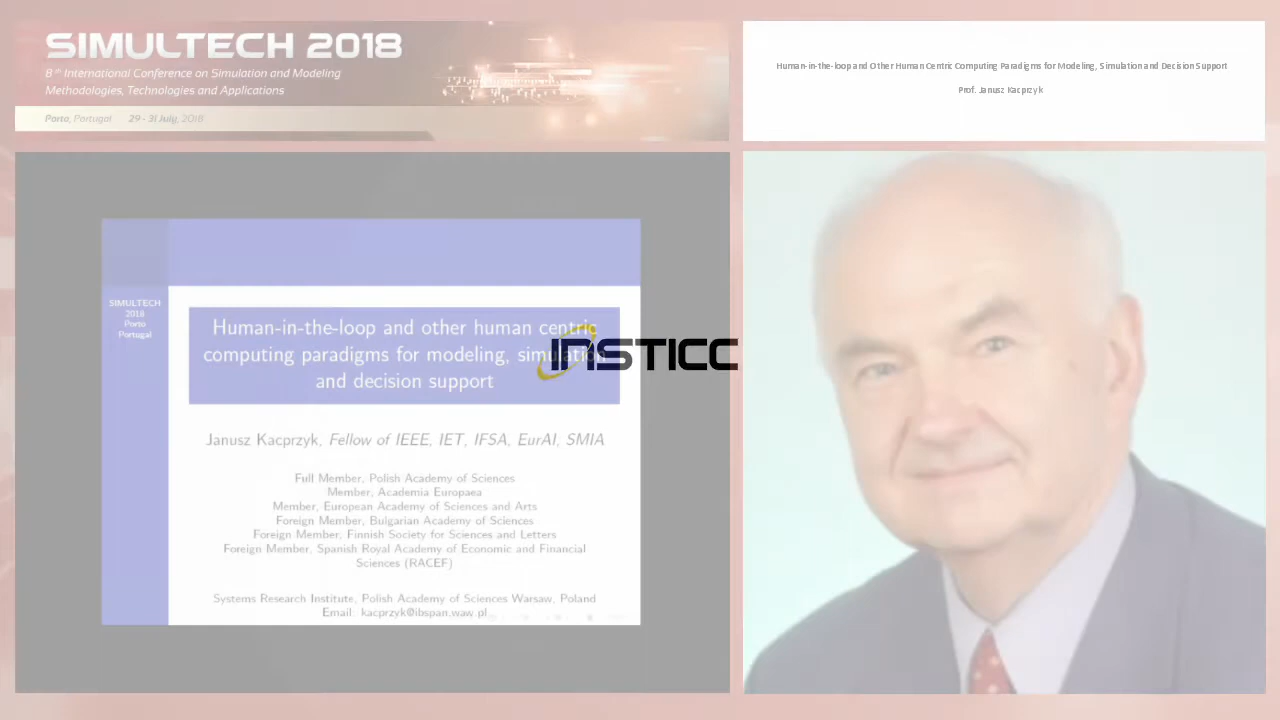 SIMULTECH 2018
8th International Conference on Simulation and Modeling
Methodologies, Technologies and Applications
Porto, Portugal 29 - 31 July, 2018
Human-in-the-loop and Other Human Centric Computing Paradigms for Modeling, Simulation and Decision Support
Prof. Janusz Kacprzyk
SIMULTECH
2018
Porto
Portugal
Human-in-the-loop and other human centric
computing paradigms for modeling, simulation
and decision support
INSTICC
Janusz Kacprzyk, Fellow of IEEE, IET, IFSA, EurAI, SMIA
Full Member, Polish Academy of Sciences
Member, Academia Europaea
Member, European Academy of Sciences and Arts
Foreign Member, Bulgarian Academy of Sciences
Foreign Member, Finnish Society for Sciences and Letters
Foreign Member, Spanish Royal Academy of Economic and Financial
Sciences (RACEF)
Systems Research Institute, Polish Academy of Sciences Warsaw, Poland
Email: kacprzyk@ibspan.waw.pl